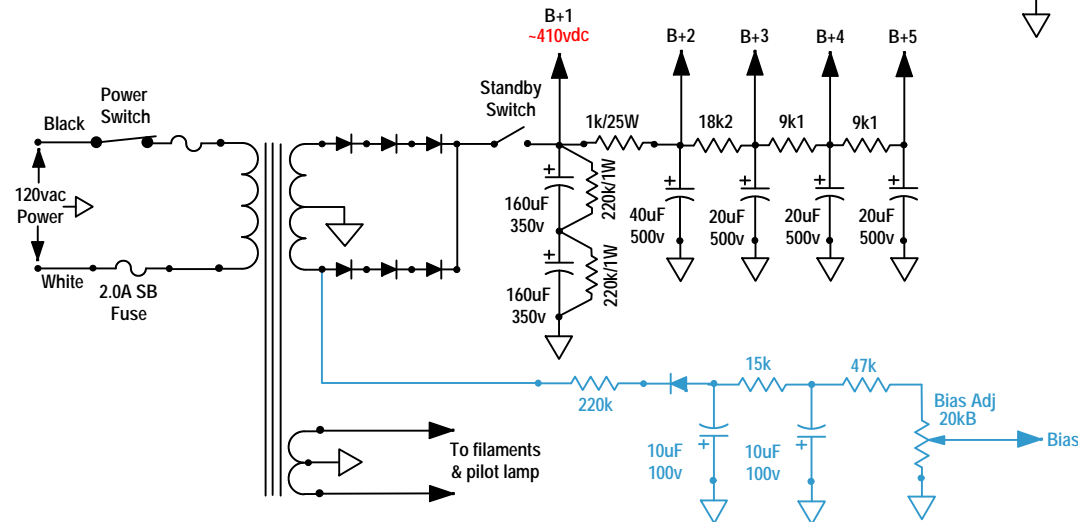 B+1
~410vdc
B+2
B+3
B+4
B+5
Power
Switch
Standby
Switch
Black
1k/25W
18k2
9k1
9k1
120vac
Power
+
160uF
350v
220k/1W
+
40uF
500v
+
20uF
500v
+
20uF
500v
+
20uF
500v
White
2.0A SB
Fuse
+
160uF
350v
220k/1W
220k
15k
47k
Bias Adj
20kB
Bias
+
10uF
100v
+
10uF
100v
To filaments
& pilot lamp